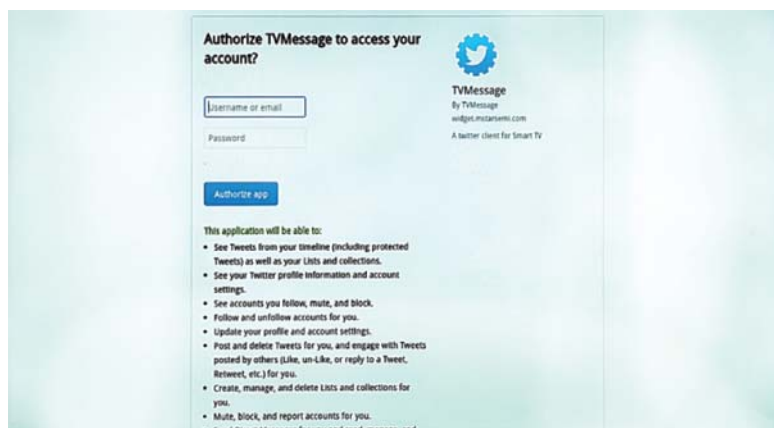 Authorize TVMessage to access your
account?
Username or email
Password
Authorize app
This application will be able to:
• See Tweets from your timeline (including protected
Tweets) as well as your Lists and collections.
• See your Twitter profile information and account
settings.
• See accounts you follow, mute, and block.
• Follow and unfollow accounts for you.
• Update your profile and account settings.
• Post and delete Tweets for you, and engage with Tweets
posted by others (Like, un-Like, or reply to a Tweet,
Retweet, etc.) for you.
• Create, manage, and delete Lists and collections for
you.
• Mute, block, and report accounts for you.
TVMessage
By TVMessage
widget.mstarsemi.com
A twitter client for Smart TV